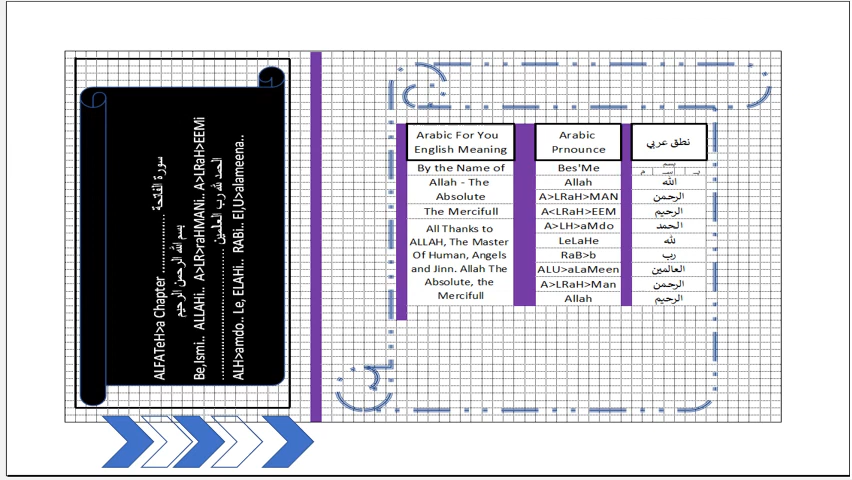 ALFATeH>a Chapter ................ سورة الفاتحة
بسم الله الرحمن الرحيم
Be,Ismi.. ALLAHi.. A>LR>raHMANi.. A>LRaH>EEMi
الحمد لله رب العلمين
ALH>amdo.. Le,ELAHi.. RABi.. El,U>alameena..
Arabic For You
English Meaning
Arabic
Prnounce
نطق عربي
By the Name of
Bes'Me
بسم
بـ سـ م
Allah - The
Allah
الله
Absolute
A>LRaH>MAN
الرحمن
The Mercifull
A<LRaH>EEM
الرحيم
All Thanks to
ALLAH, The Master
Of Human, Angels
and Jinn. Allah The
Absolute, the
Mercifull
A>LH>aMdo
الحمد
LeLaHe
لله
RaB>b
رب
ALU>aLaMeen
العالمين
A>LRaH>Man
الرحمن
Allah
الرحيم